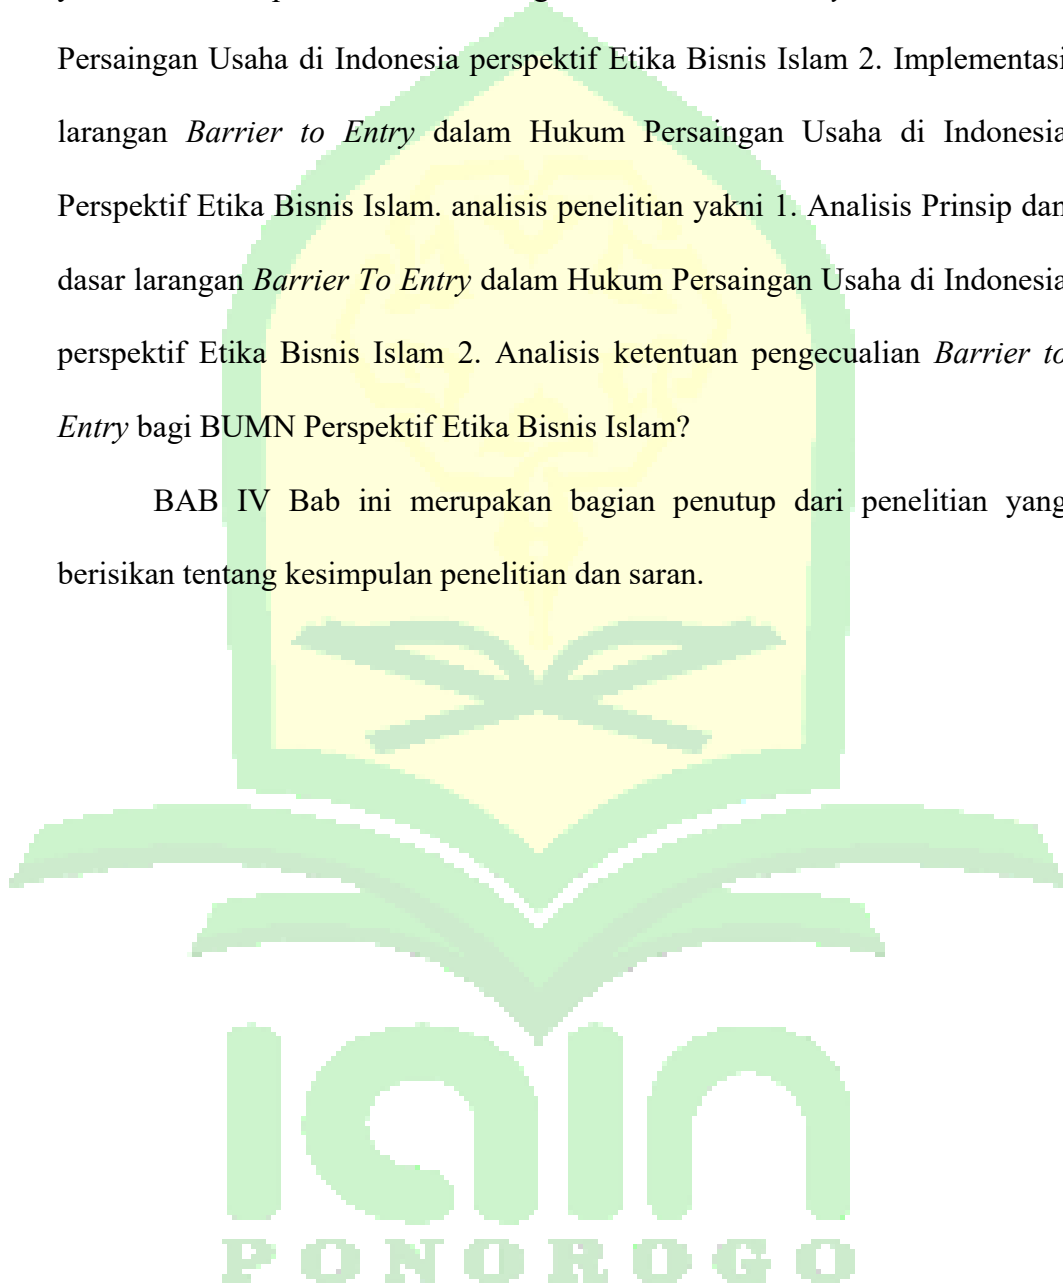 Persaingan Usaha di Indonesia perspektif Etika Bisnis Islam 2. Implementasi
larangan Barrier to Entry dalam Hukum Persaingan Usaha di Indonesia
Perspektif Etika Bisnis Islam. analisis penelitian yakni 1. Analisis Prinsip dan
dasar larangan Barrier To Entry dalam Hukum Persaingan Usaha di Indonesia
perspektif Etika Bisnis Islam 2. Analisis ketentuan pengecualian Barrier to
Entry bagi BUMN Perspektif Etika Bisnis Islam?
BAB IV Bab ini merupakan bagian penutup dari penelitian yang
berisikan tentang kesimpulan penelitian dan saran.
IAIN
PONOROGO